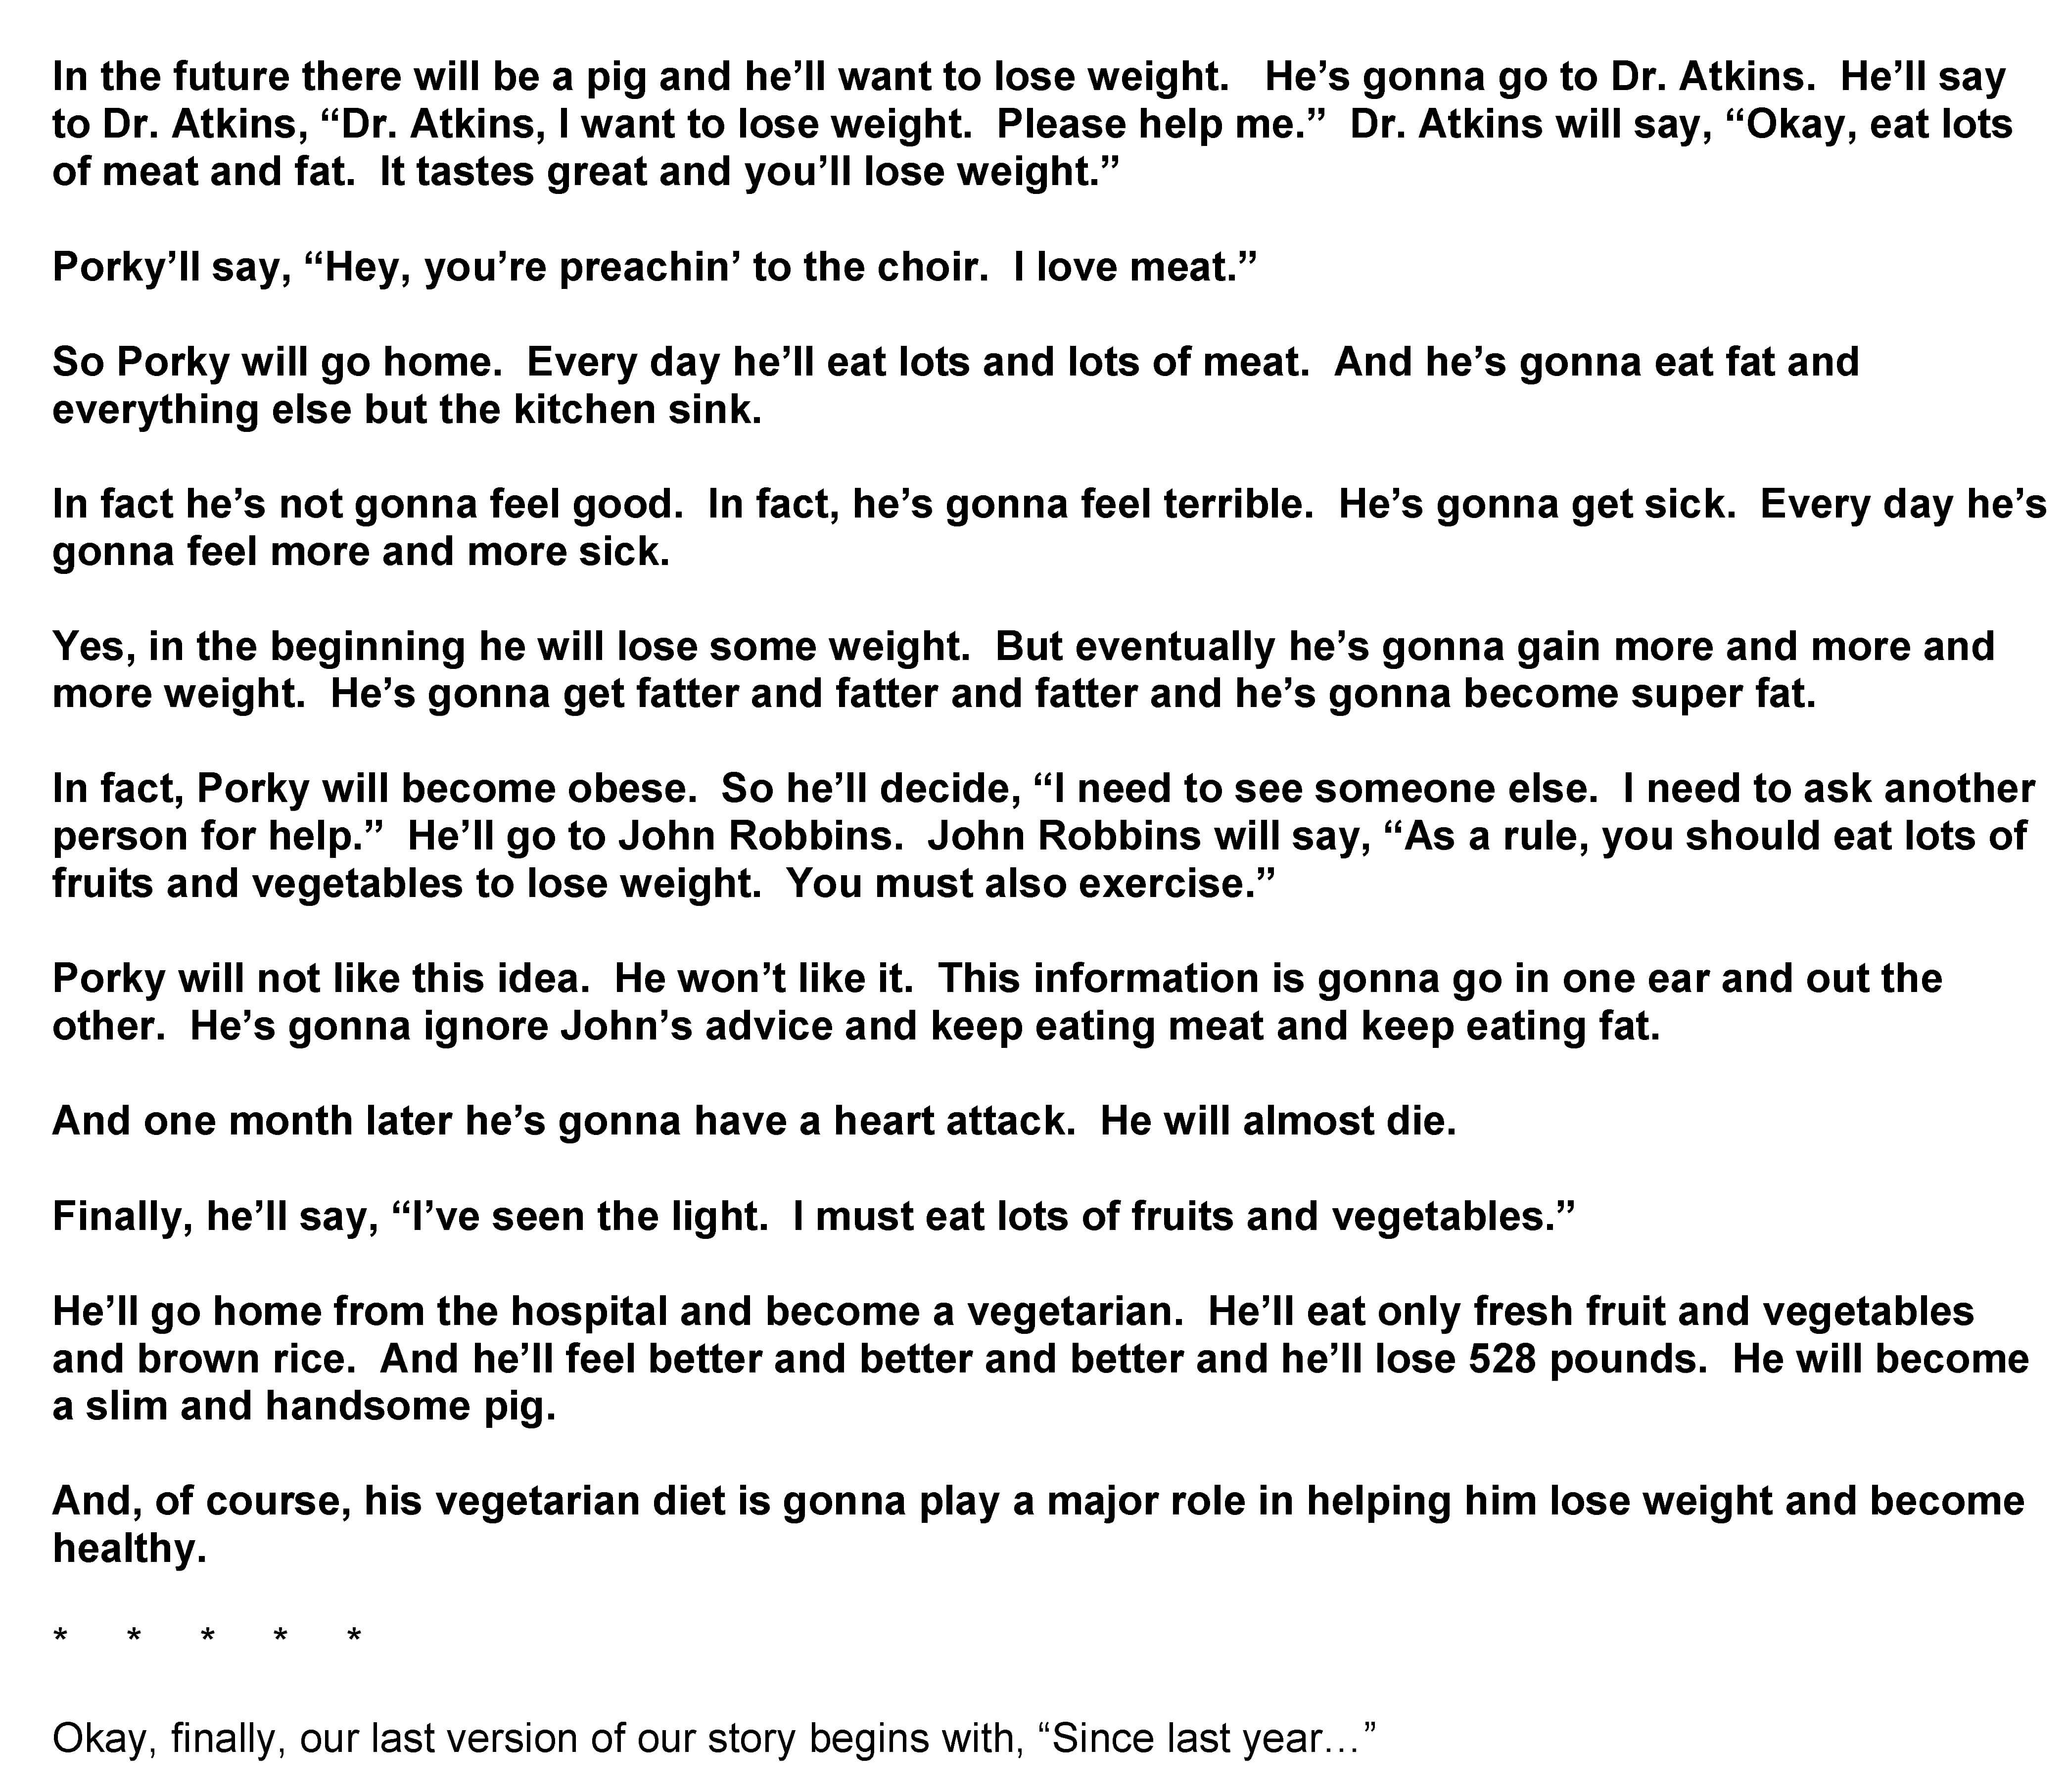 In the future there will be a pig and he’ll want to lose weight.   He’s gonna go to Dr. Atkins.  He’ll say
to Dr. Atkins, “Dr. Atkins, I want to lose weight.  Please help me.”  Dr. Atkins will say, “Okay, eat lots
of meat and fat.  It tastes great and you’ll lose weight.”
Porky’ll say, “Hey, you’re preachin’ to the choir.  I love meat.”
So Porky will go home.  Every day he’ll eat lots and lots of meat.  And he’s gonna eat fat and
everything else but the kitchen sink.
In fact he’s not gonna feel good.  In fact, he’s gonna feel terrible.  He’s gonna get sick.  Every day he’s
gonna feel more and more sick.
Yes, in the beginning he will lose some weight.  But eventually he’s gonna gain more and more and
more weight.  He’s gonna get fatter and fatter and fatter and he’s gonna become super fat.
In fact, Porky will become obese.  So he’ll decide, “I need to see someone else.  I need to ask another
person for help.”  He’ll go to John Robbins.  John Robbins will say, “As a rule, you should eat lots of
fruits and vegetables to lose weight.  You must also exercise.”
Porky will not like this idea.  He won’t like it.  This information is gonna go in one ear and out the
other.  He’s gonna ignore John’s advice and keep eating meat and keep eating fat.
And one month later he’s gonna have a heart attack.  He will almost die.
Finally, he’ll say, “I’ve seen the light.  I must eat lots of fruits and vegetables.”
He’ll go home from the hospital and become a vegetarian.  He’ll eat only fresh fruit and vegetables
and brown rice.  And he’ll feel better and better and better and he’ll lose 528 pounds.  He will become
a slim and handsome pig.
And, of course, his vegetarian diet is gonna play a major role in helping him lose weight and become
healthy.
*     *     *     *     *
Okay, finally, our last version of our story begins with, “Since last year…”